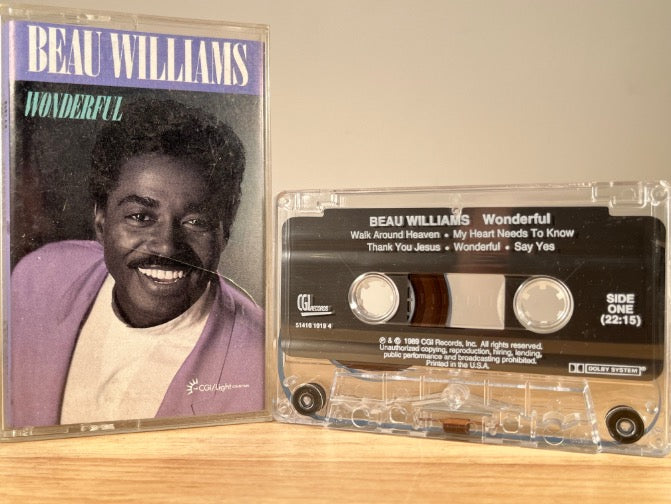 BEAU WILLIAMS
WONDERFUL
CGI/Light
BEAU WILLIAMS Wonderful
Walk Around Heaven • My Heart Needs To Know
Thank You Jesus • Wonderful • Say Yes
CGI
RECORDS
51416 1019 4
SIDE
ONE
(22:15)
℗ & © 1989 CGI Records, Inc. All rights reserved.
Unauthorized copying, reproduction, hiring, lending,
public performance and broadcasting prohibited.
Printed in the U.S.A.
DOLBY SYSTEM®